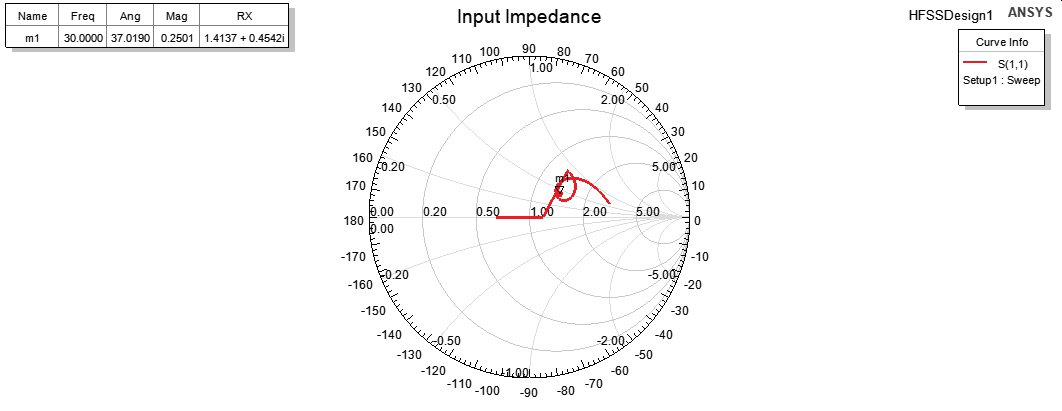 Name Freq Ang Mag RX
m1 30.0000 37.0190 0.2501 1.4137 + 0.4542i
Input Impedance
HFSSDesign1 ANSYS
Curve Info
S(1,1)
Setup1 : Sweep
90
100 80
110 70
120 1.00 60
130 50
140 0.50 2.00 40
150 30
160 0.20 5.00 20
170 m1 10
180 0.00 0.20 0.50 1.00 2.00 5.00 0
0.00
-170 -10
-160 -0.20 -5.00 -20
-150 -30
-140 -0.50 -2.00 -40
-130 -50
-120 -1.00 -60
-110 -70
-100 -80
-90